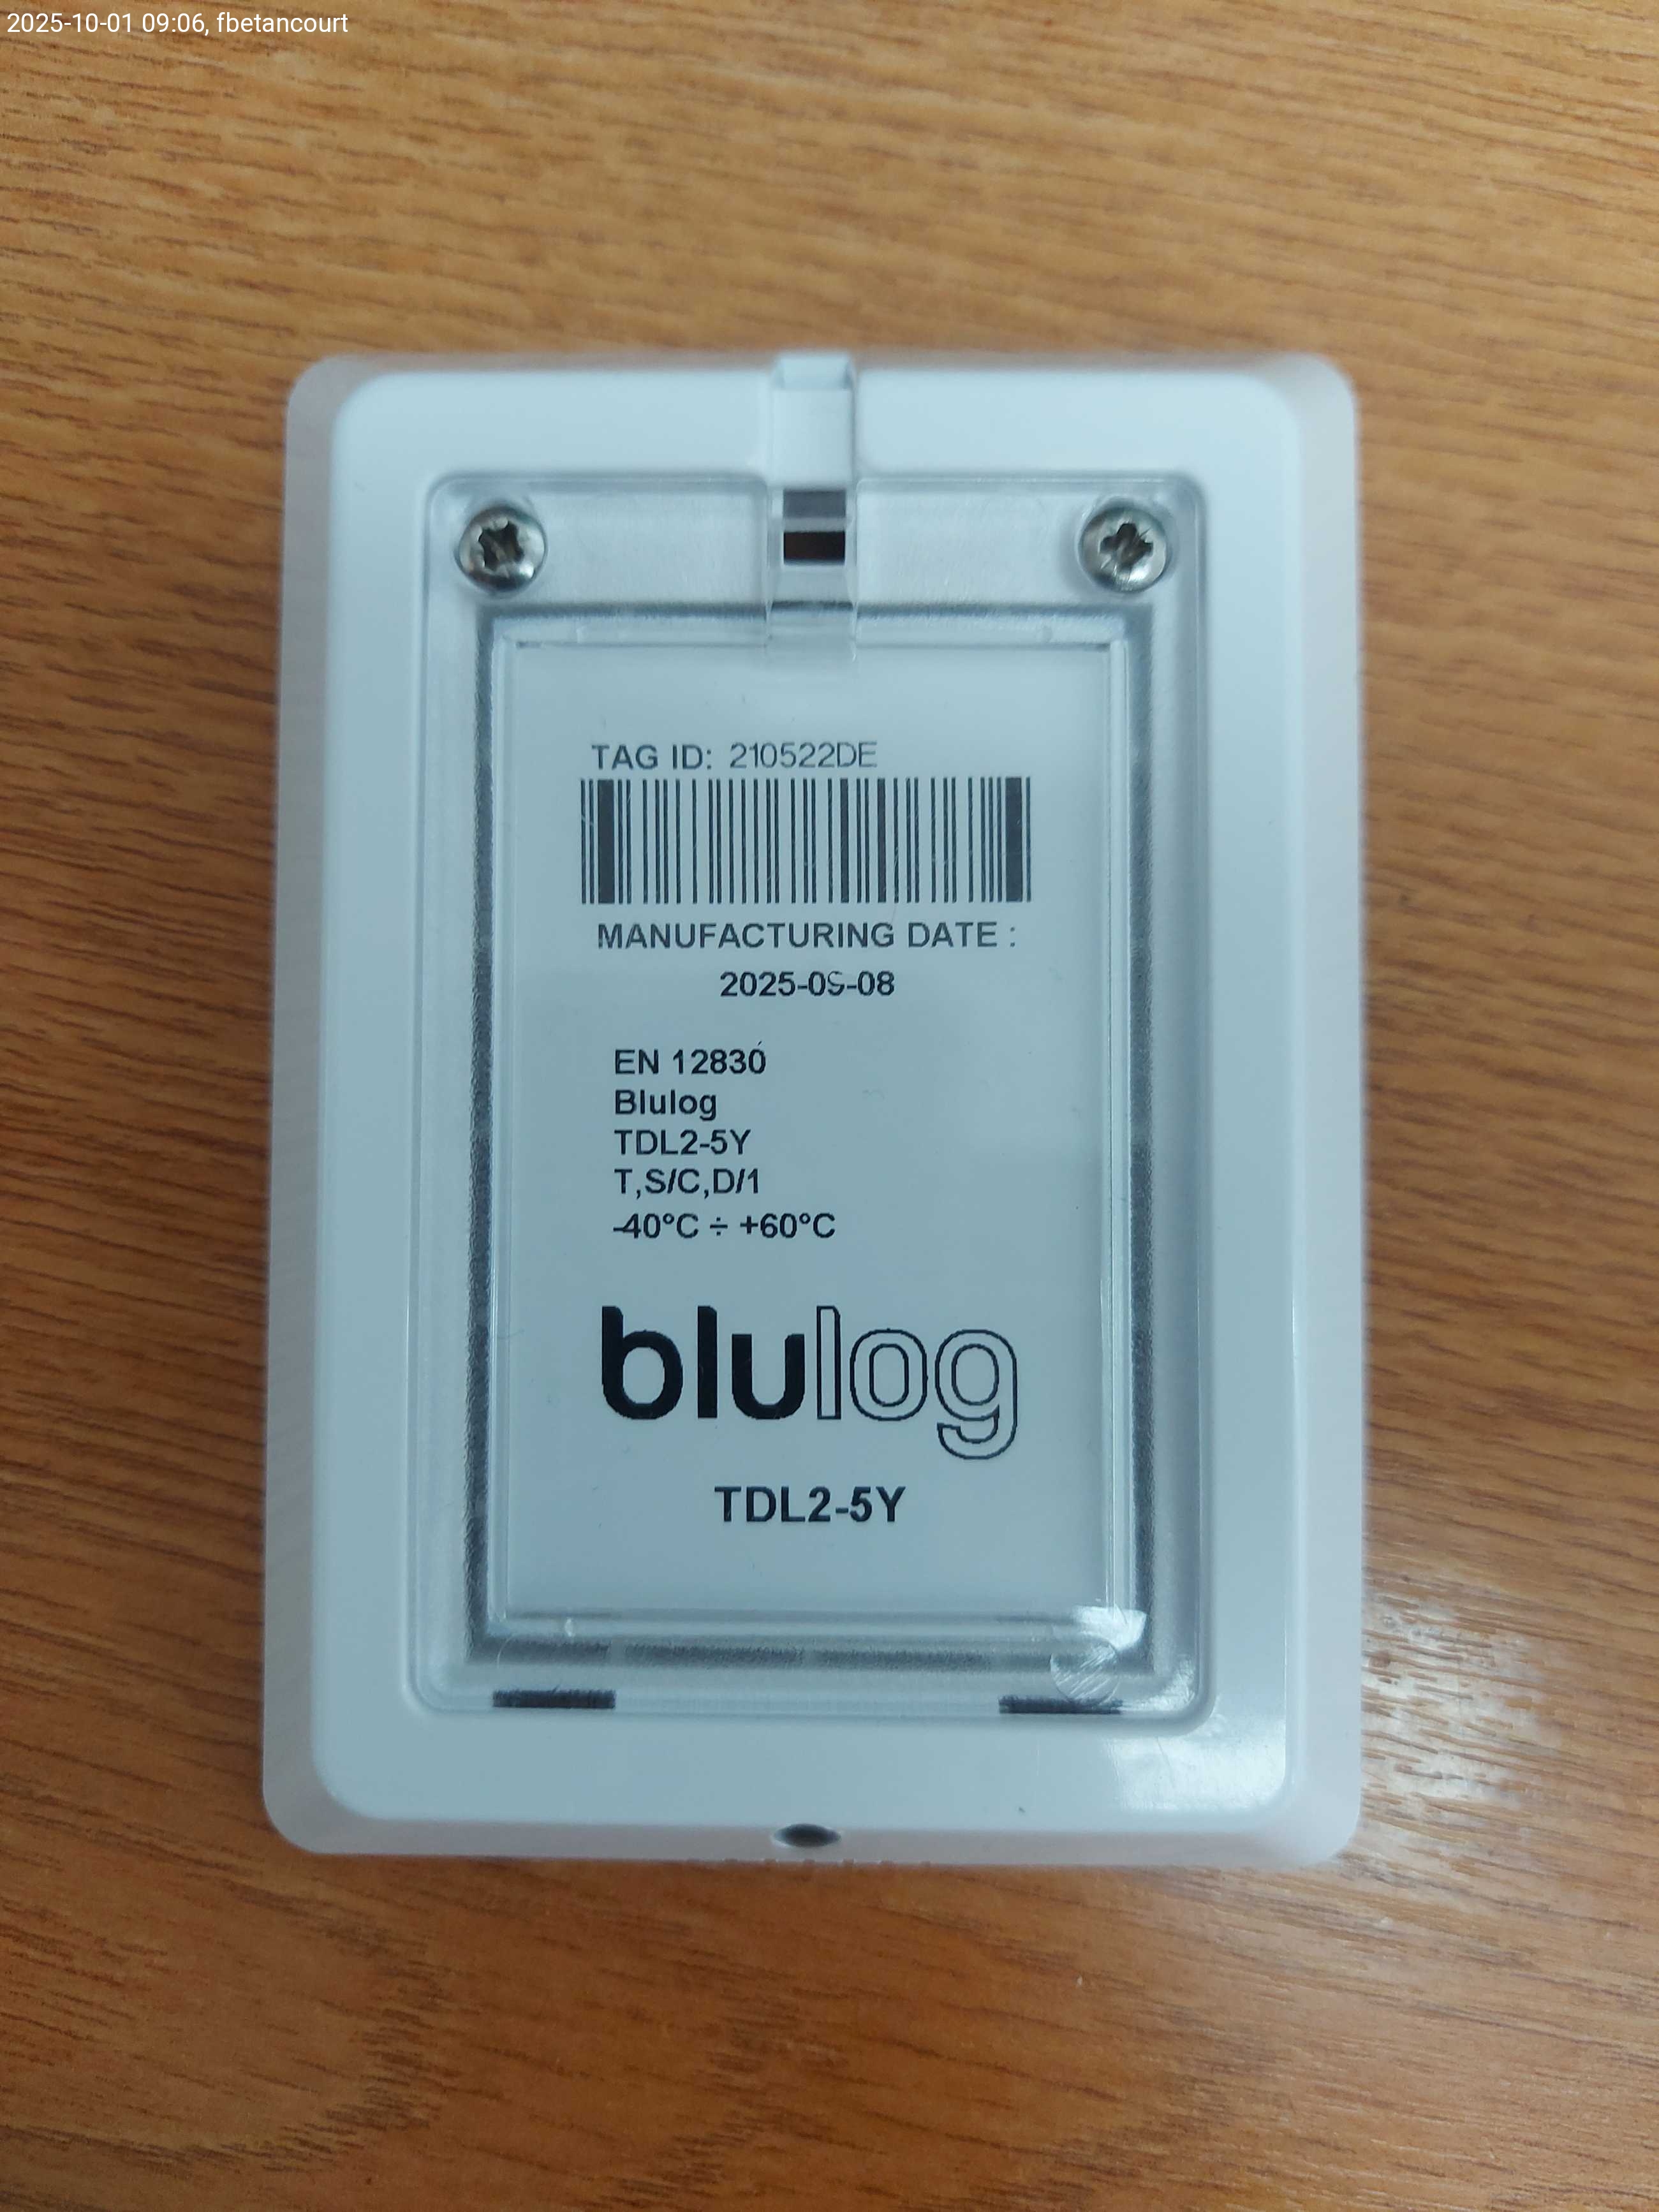 2025-10-01 09:06, fbetancourt
TAG ID: 210522DE
MANUFACTURING DATE :
2025-09-08
EN 12830
Blulog
TDL2-5Y
T,S/C,D/1
-40°C ÷ +60°C
blulog
TDL2-5Y